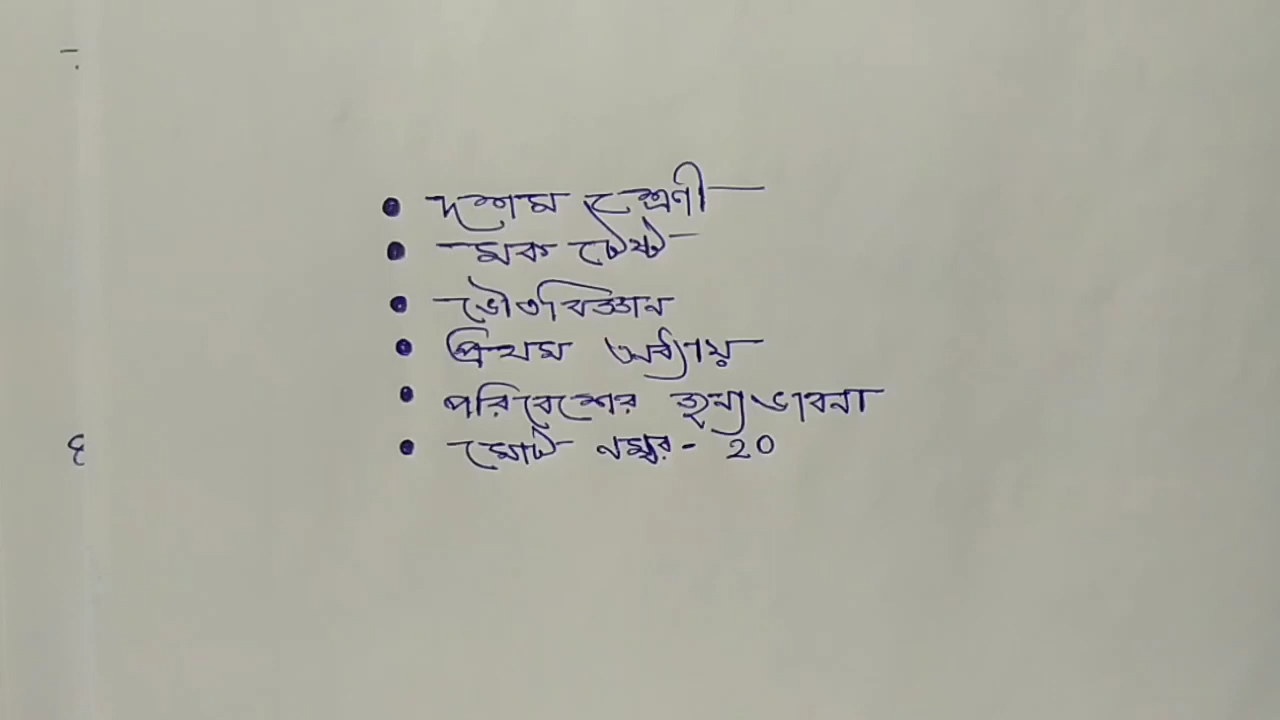 • দশম শ্রেণী
• মক টেষ্ট
• ভৌতবিজ্ঞান
• প্রথম অধ্যায়
• পরিবেশের জন্য ভাবনা
• মোট নম্বর - 20